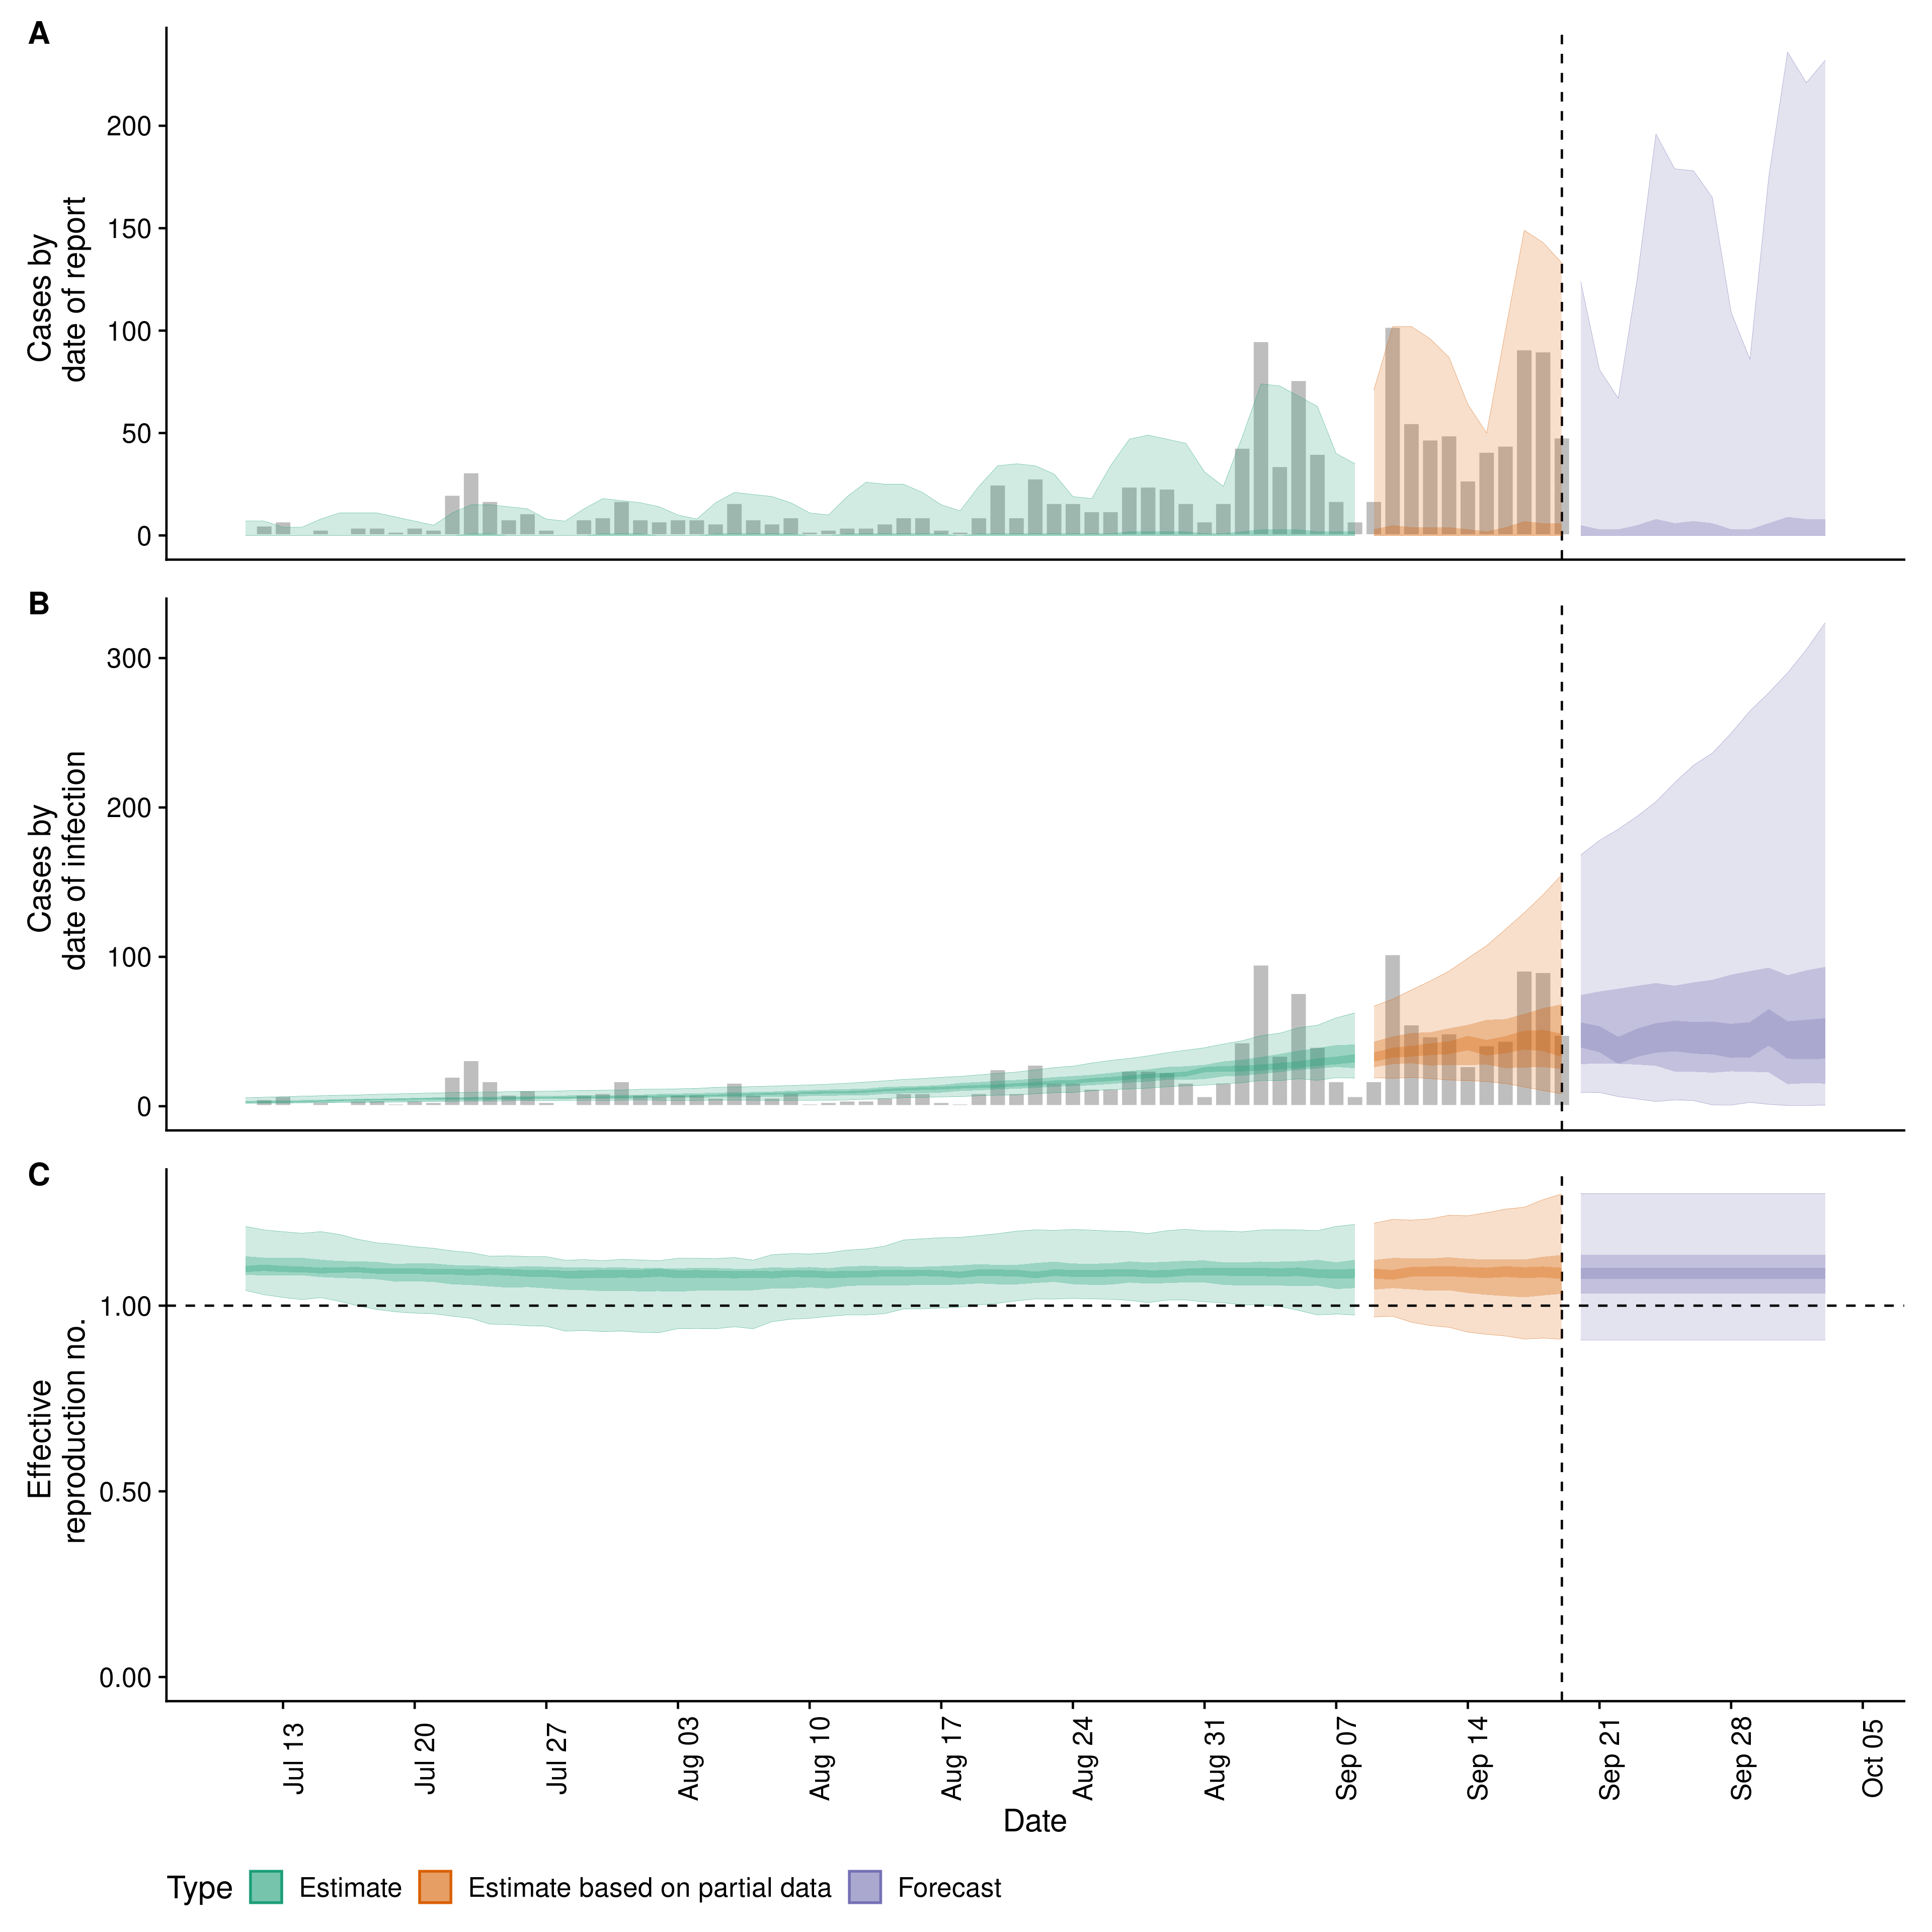 A
Cases by
date of report
200
150
100
50
0
B
Cases by
date of infection
300
200
100
0
C
Effective
reproduction no.
1.00
0.50
0.00
Jul 13
Jul 20
Jul 27
Aug 03
Aug 10
Aug 17
Aug 24
Aug 31
Sep 07
Sep 14
Sep 21
Sep 28
Oct 05
Date
Type Estimate Estimate based on partial data Forecast